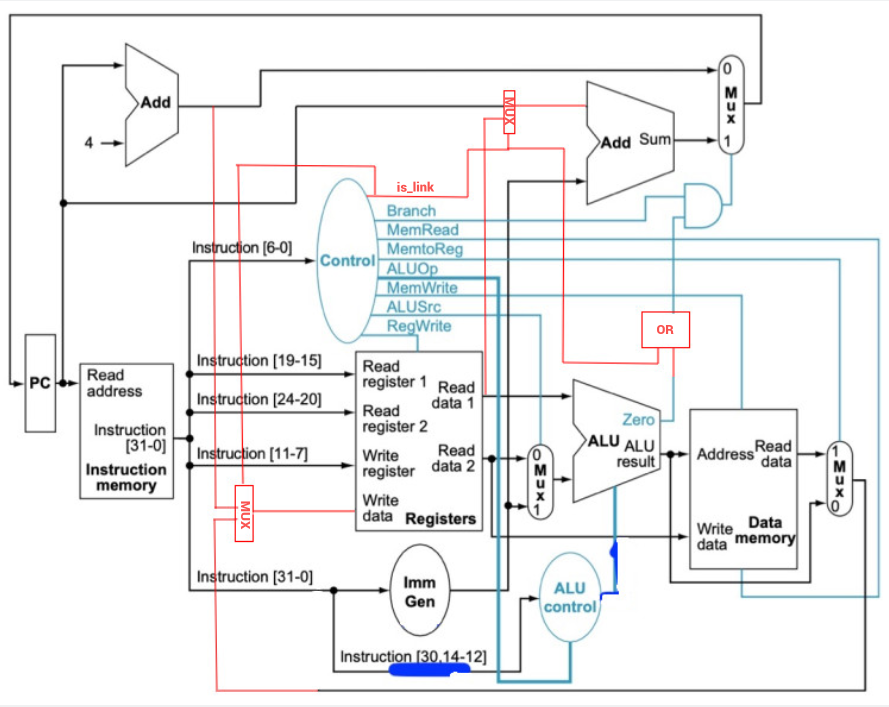 0
Mux
1
Add
4
MUX
Add Sum
is_link
Branch
MemRead
MemtoReg
ALUOp
MemWrite
ALUSrc
RegWrite
Control
Instruction [6-0]
OR
PC
Read
address
Instruction
[31-0]
Instruction
memory
Instruction [19-15]
Instruction [24-20]
Instruction [11-7]
Read
register 1
Read
register 2
Write
register
Write
data
Read
data 1
Read
data 2
Registers
MUX
0
Mux
1
Zero
ALU
ALU
result
Address
Read
data
Write
data
Data
memory
1
Mux
0
Instruction [31-0]
Imm
Gen
ALU
control
Instruction [30,14-12]